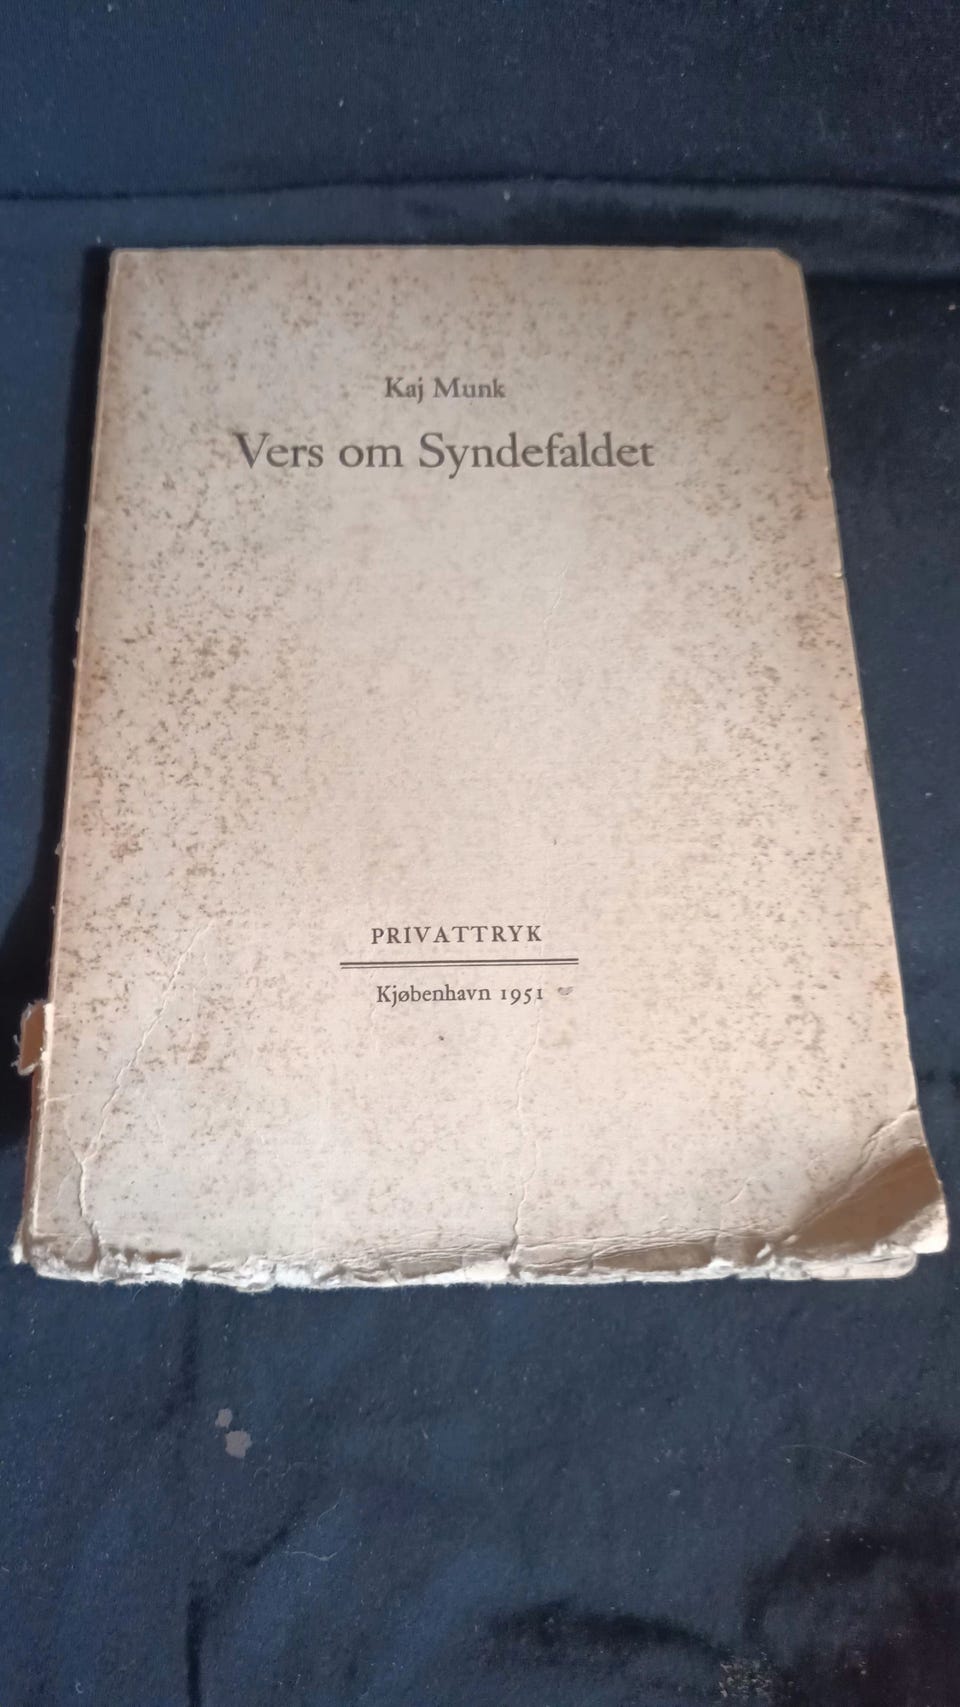 Kaj Munk
Vers om Syndefaldet
PRIVATTRYK
Kjøbenhavn 1951